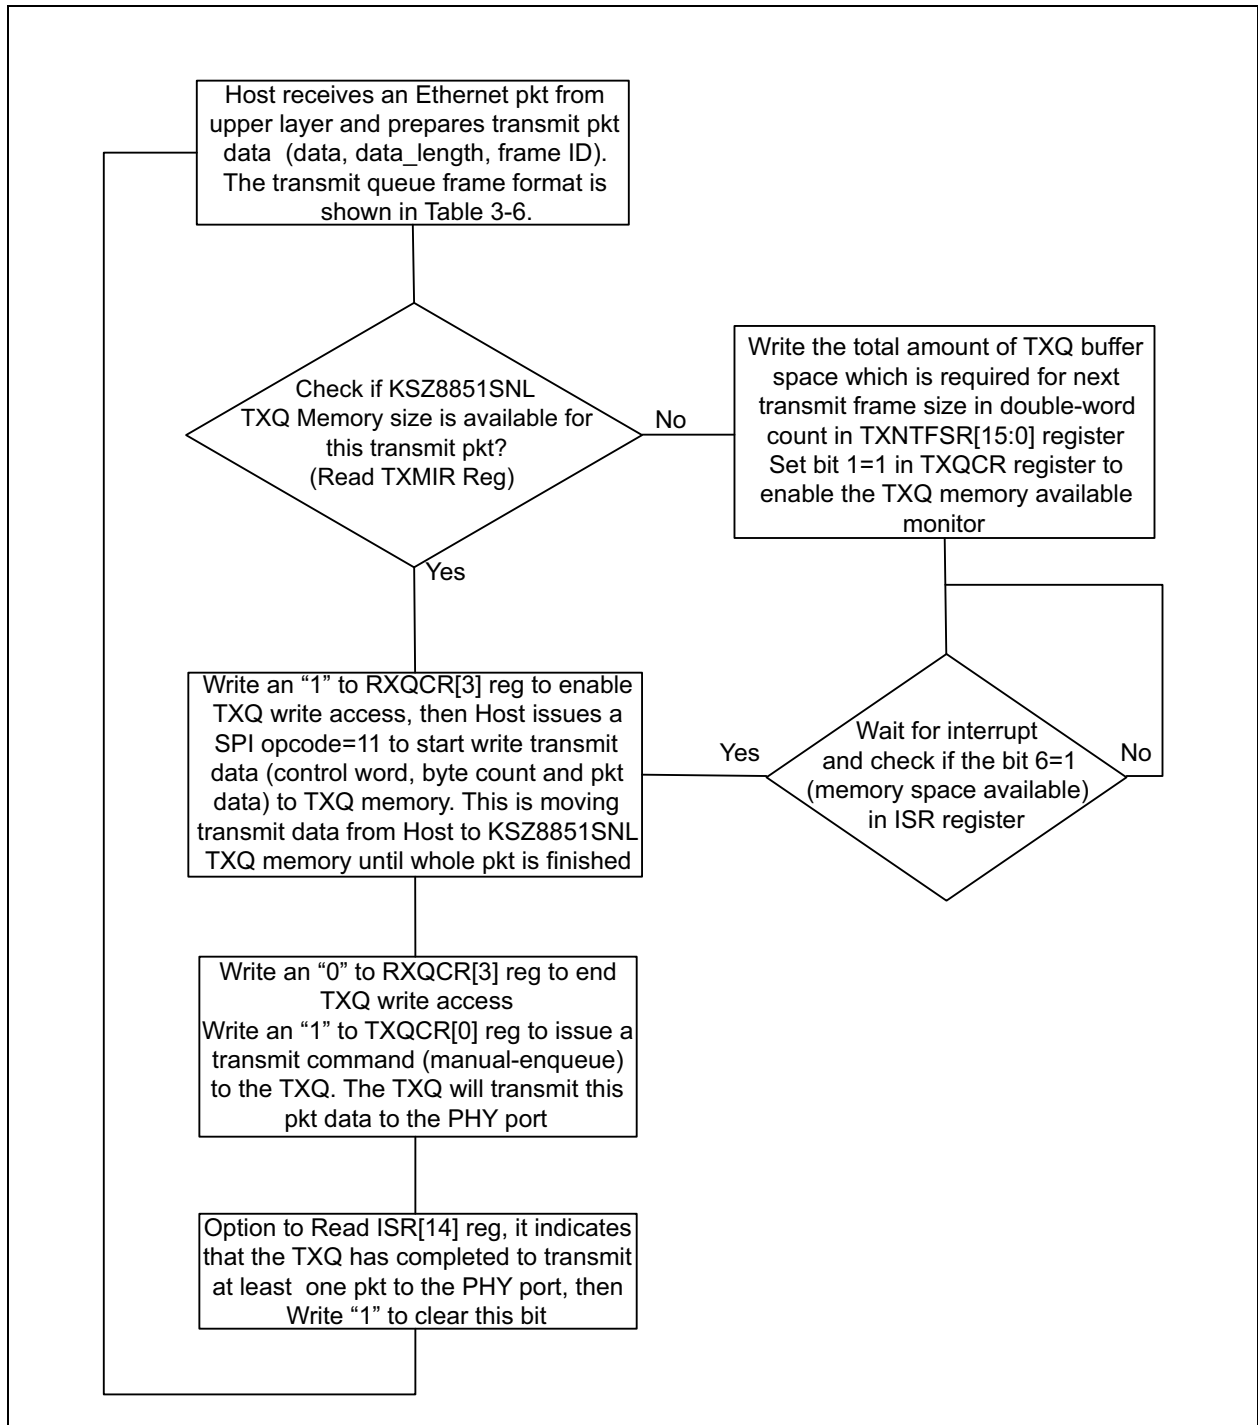 Host receives an Ethernet pkt from
upper layer and prepares transmit pkt
data (data, data_length, frame ID).
The transmit queue frame format is
shown in Table 3-6.
Check if KSZ8851SNL
TXQ Memory size is available for
this transmit pkt?
(Read TXMIR Reg)
No
Write the total amount of TXQ buffer
space which is required for next
transmit frame size in double-word
count in TXNTFSR[15:0] register
Set bit 1=1 in TXQCR register to
enable the TXQ memory available
monitor
Yes
Write an “1” to RXQCR[3] reg to enable
TXQ write access, then Host issues a
SPI opcode=11 to start write transmit
data (control word, byte count and pkt
data) to TXQ memory. This is moving
transmit data from Host to KSZ8851SNL
TXQ memory until whole pkt is finished
Yes
Wait for interrupt
and check if the bit 6=1
(memory space available)
in ISR register
No
Write an “0” to RXQCR[3] reg to end
TXQ write access
Write an “1” to TXQCR[0] reg to issue a
transmit command (manual-enqueue)
to the TXQ. The TXQ will transmit this
pkt data to the PHY port
Option to Read ISR[14] reg, it indicates
that the TXQ has completed to transmit
at least one pkt to the PHY port, then
Write “1” to clear this bit